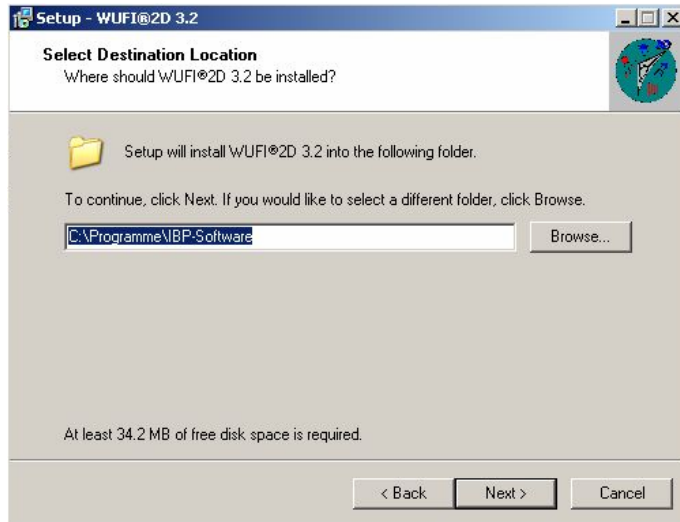 Setup - WUFI®2D 3.2
Select Destination Location
Where should WUFI®2D 3.2 be installed?
Setup will install WUFI®2D 3.2 into the following folder.
To continue, click Next. If you would like to select a different folder, click Browse.
C:\Programme\IBP-Software
Browse...
At least 34.2 MB of free disk space is required.
< Back
Next >
Cancel